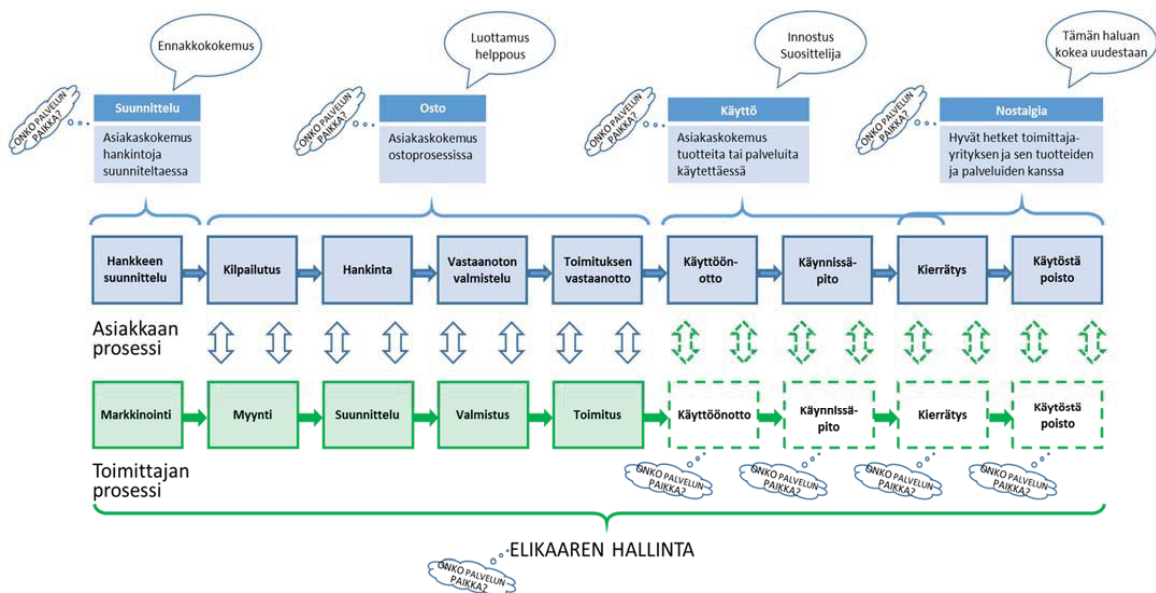 Ennakkokokemus
Luottamus
helppous
Innostus
Suosittelija
Tämän haluan
kokea uudestaan
ONKO PALVELUN
PAIKKA?
Suunnittelu
Asiakaskokemus
hankintoja
suunniteltaessa
ONKO PALVELUN
PAIKKA?
Osto
Asiakaskokemus
ostoprosessissa
ONKO PALVELUN
PAIKKA?
Käyttö
Asiakaskokemus
tuotteita tai palveluita
käytettäessä
ONKO PALVELUN
PAIKKA?
Nostalgia
Hyvät hetket toimittaja-
yrityksen ja sen tuotteiden
ja palveluiden kanssa
Hankkeen
suunnittelu
Kilpailutus
Hankinta
Vastaanoton
valmistelu
Toimituksen
vastaanotto
Käyttöön-
otto
Käynnissä-
pito
Kierrätys
Käytöstä
poisto
Asiakkaan
prosessi
Markkinointi
Myynti
Suunnittelu
Valmistus
Toimitus
Käyttöönotto
Käynnissä-
pito
Kierrätys
Käytöstä
poisto
Toimittajan
prosessi
ONKO PALVELUN
PAIKKA?
ONKO PALVELUN
PAIKKA?
ONKO PALVELUN
PAIKKA?
ONKO PALVELUN
PAIKKA?
ELIKAAREN HALLINTA
ONKO PALVELUN
PAIKKA?